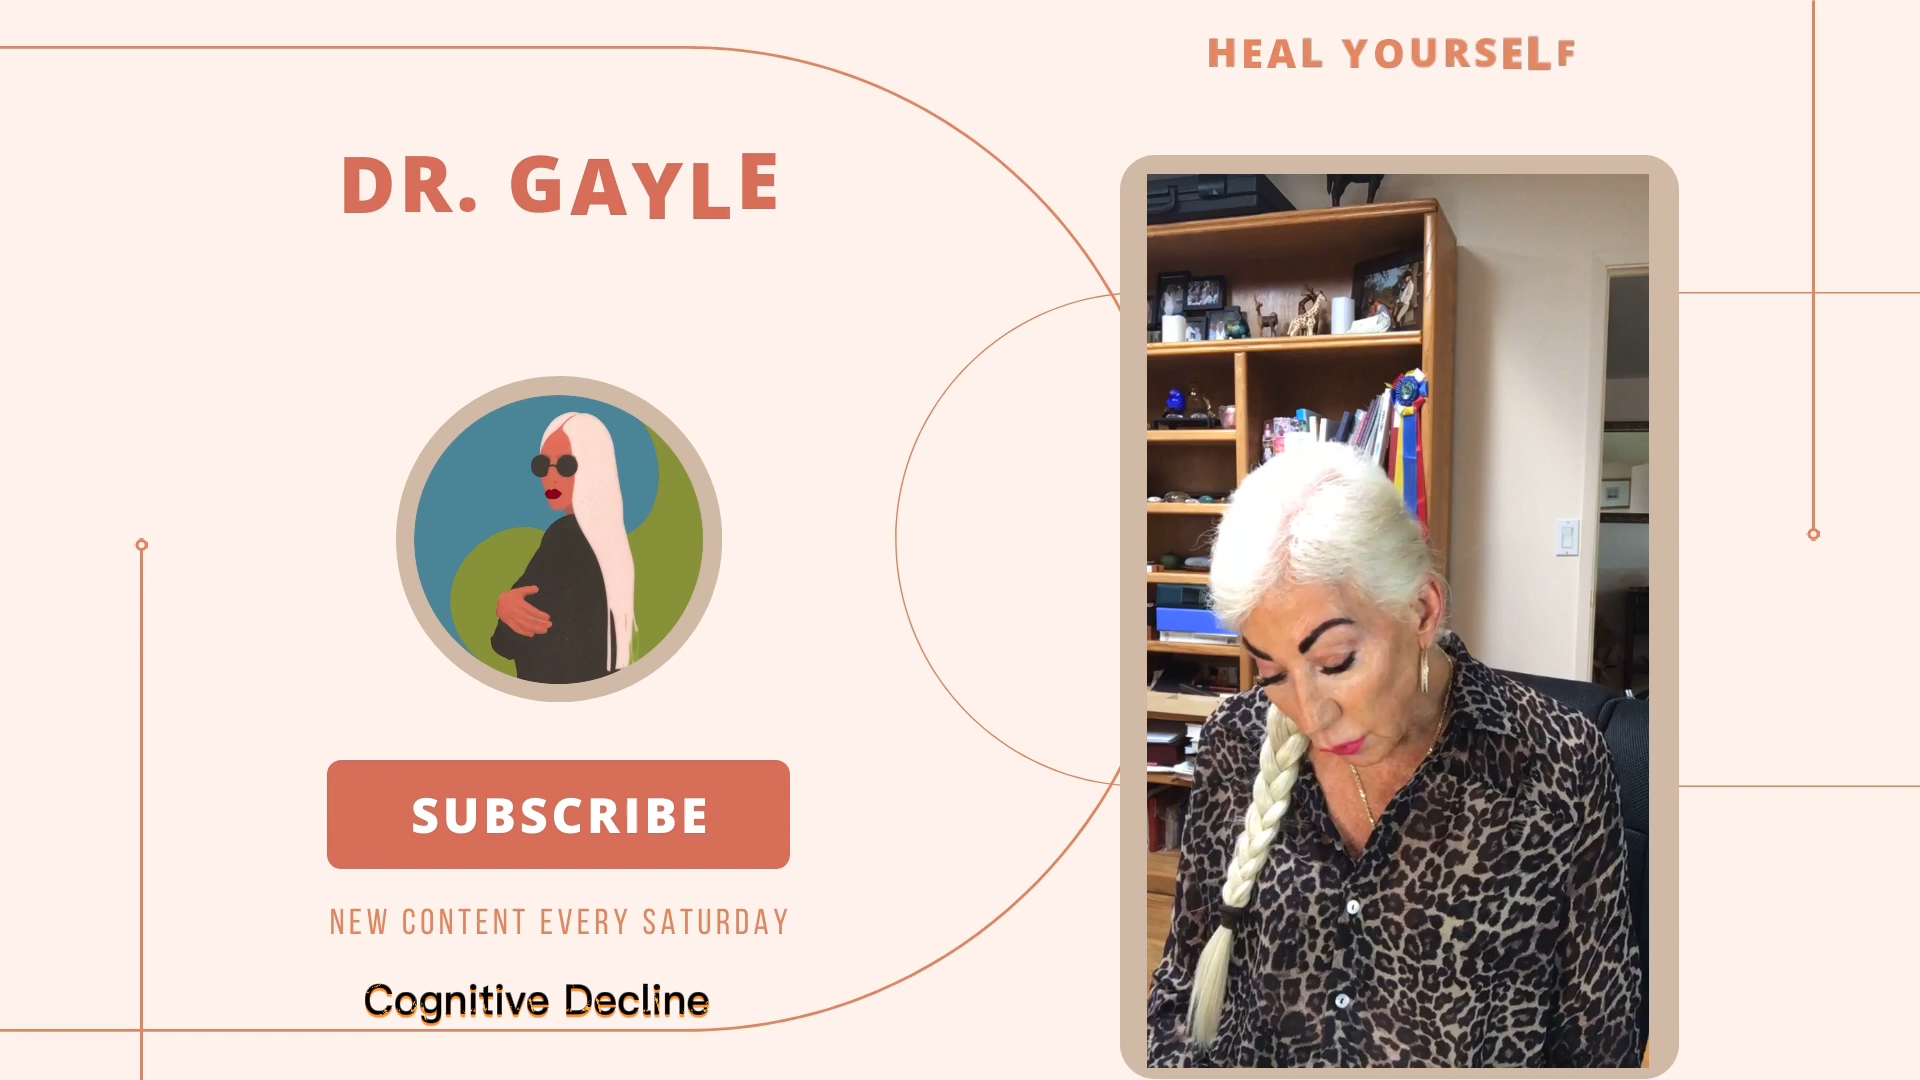 HEAL YOURSELF
DR. GAYLE
SUBSCRIBE
NEW CONTENT EVERY SATURDAY
Cognitive Decline